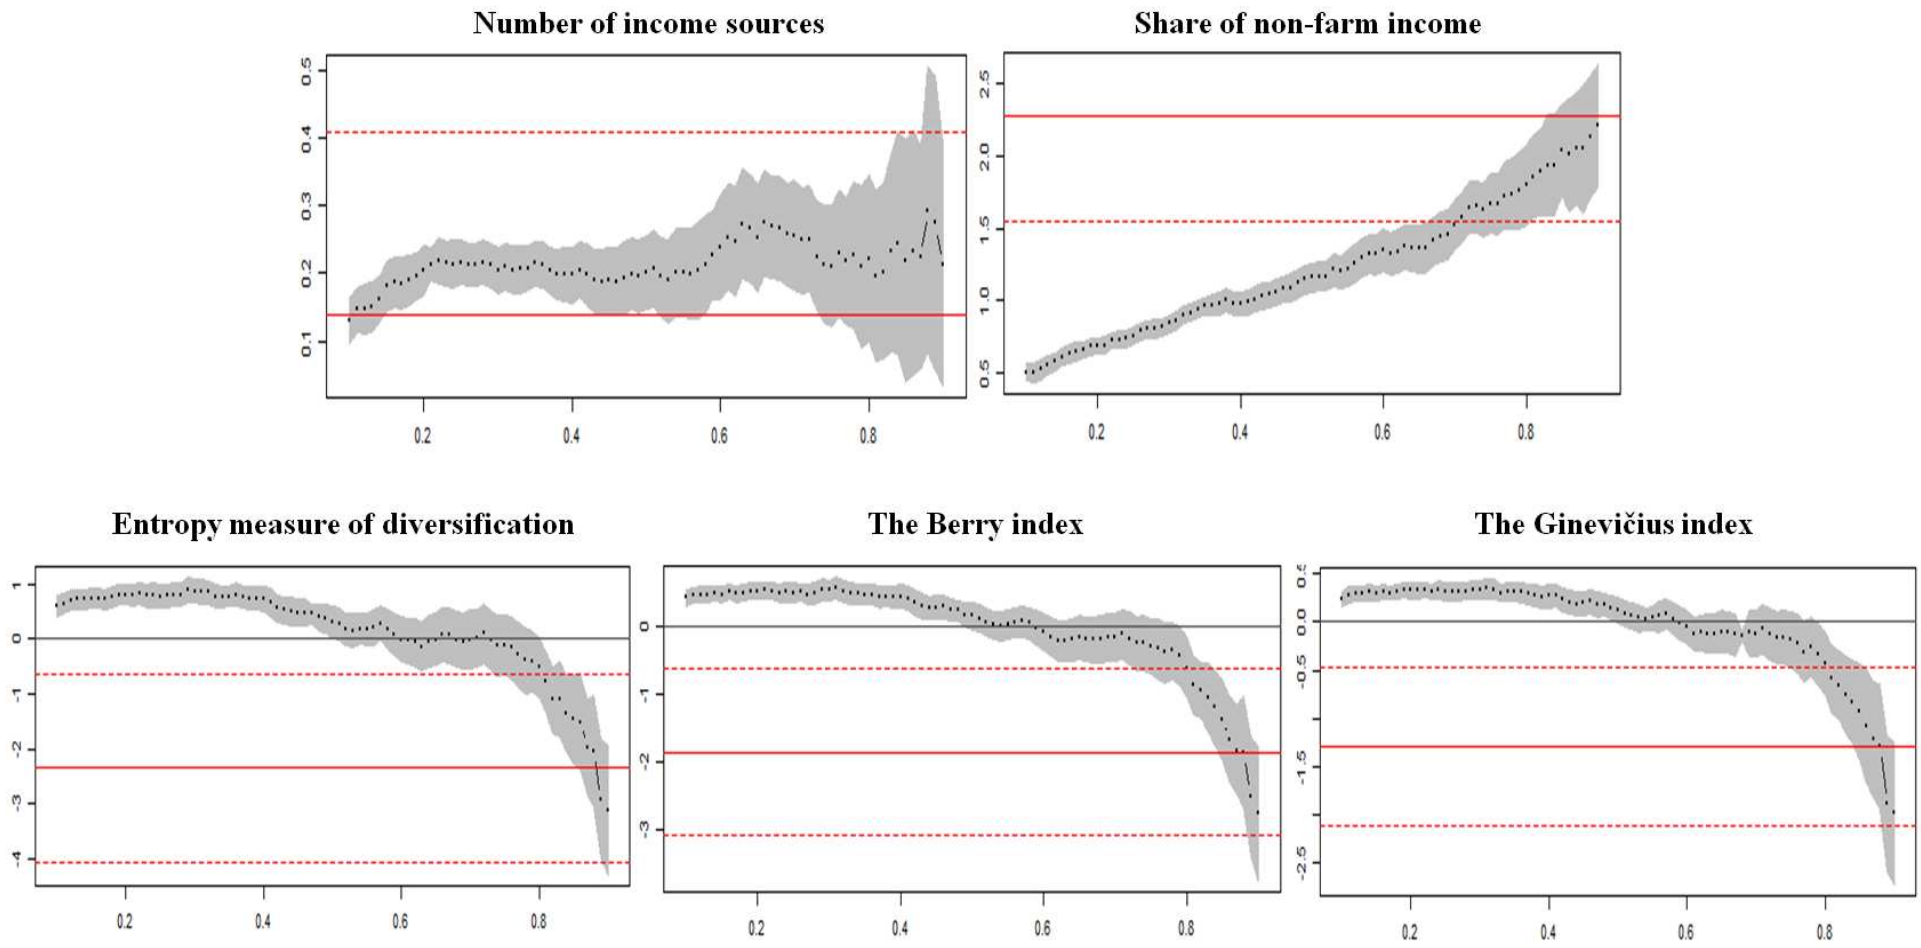 Number of income sources
Share of non-farm income
0.5
0.4
0.3
0.2
0.1
0.2 0.4 0.6 0.8
2.5
2.0
1.5
1.0
0.5
0.2 0.4 0.6 0.8
Entropy measure of diversification
The Berry index
The Ginevičius index
1
0
-1
-2
-3
-4
0.2 0.4 0.6 0.8
0
-1
-2
-3
0.2 0.4 0.6 0.8
0.5
0.0
-0.5
-1.5
-2.5
0.2 0.4 0.6 0.8